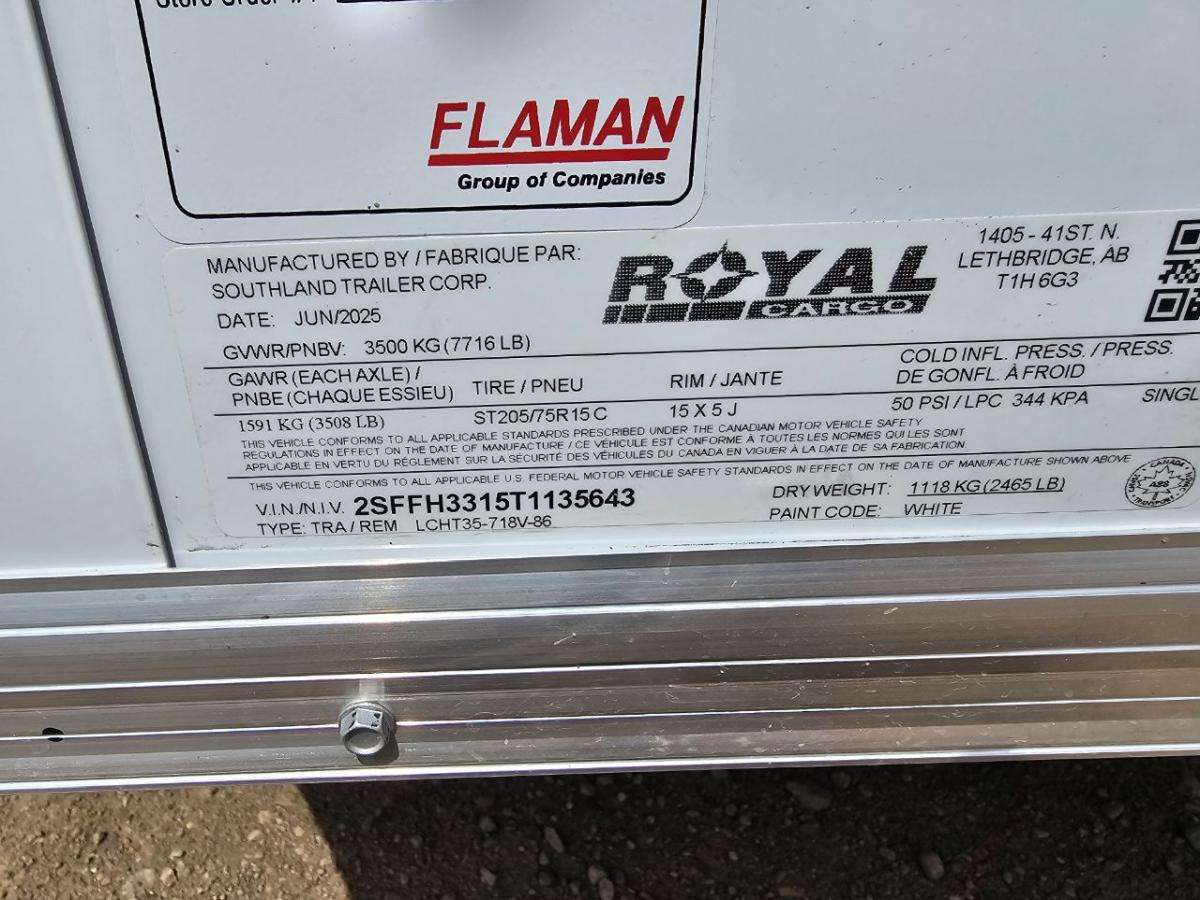 FLAMAN
Group of Companies
MANUFACTURED BY / FABRIQUE PAR:
SOUTHLAND TRAILER CORP.
DATE: JUN/2025
ROYAL
CARGO
1405 - 41ST. N.
LETHBRIDGE, AB
T1H 6G3
GVWR/PNBV: 3500 KG (7716 LB)
GAWR (EACH AXLE) /
PNBE (CHAQUE ESSIEU)
TIRE / PNEU
RIM / JANTE
COLD INFL. PRESS. / PRESS.
DE GONFL. À FROID
1591 KG (3508 LB)
ST205/75R15 C
15 X 5 J
50 PSI / LPC 344 KPA
THIS VEHICLE CONFORMS TO ALL APPLICABLE STANDARDS PRESCRIBED UNDER THE CANADIAN MOTOR VEHICLE SAFETY
REGULATIONS IN EFFECT ON THE DATE OF MANUFACTURE / CE VÉHICULE EST CONFORME À TOUTES LES NORMES QUI LES SONT
APPLICABLE EN VERTU DU RÉGLEMENT SUR LA SÉCURITÉ DES VÉHICULES DU CANADA EN VIGUER À LA DATE DE SA FABRICATION
THIS VEHICLE CONFORMS TO ALL APPLICABLE U.S. FEDERAL MOTOR VEHICLE SAFETY STANDARDS IN EFFECT ON THE DATE OF MANUFACTURE SHOWN ABOVE
V.I.N./N.I.V. 2SFFH3315T1135643
TYPE: TRA / REM LCHT35-718V-86
DRY WEIGHT: 1118 KG (2465 LB)
PAINT CODE: WHITE
CANADA